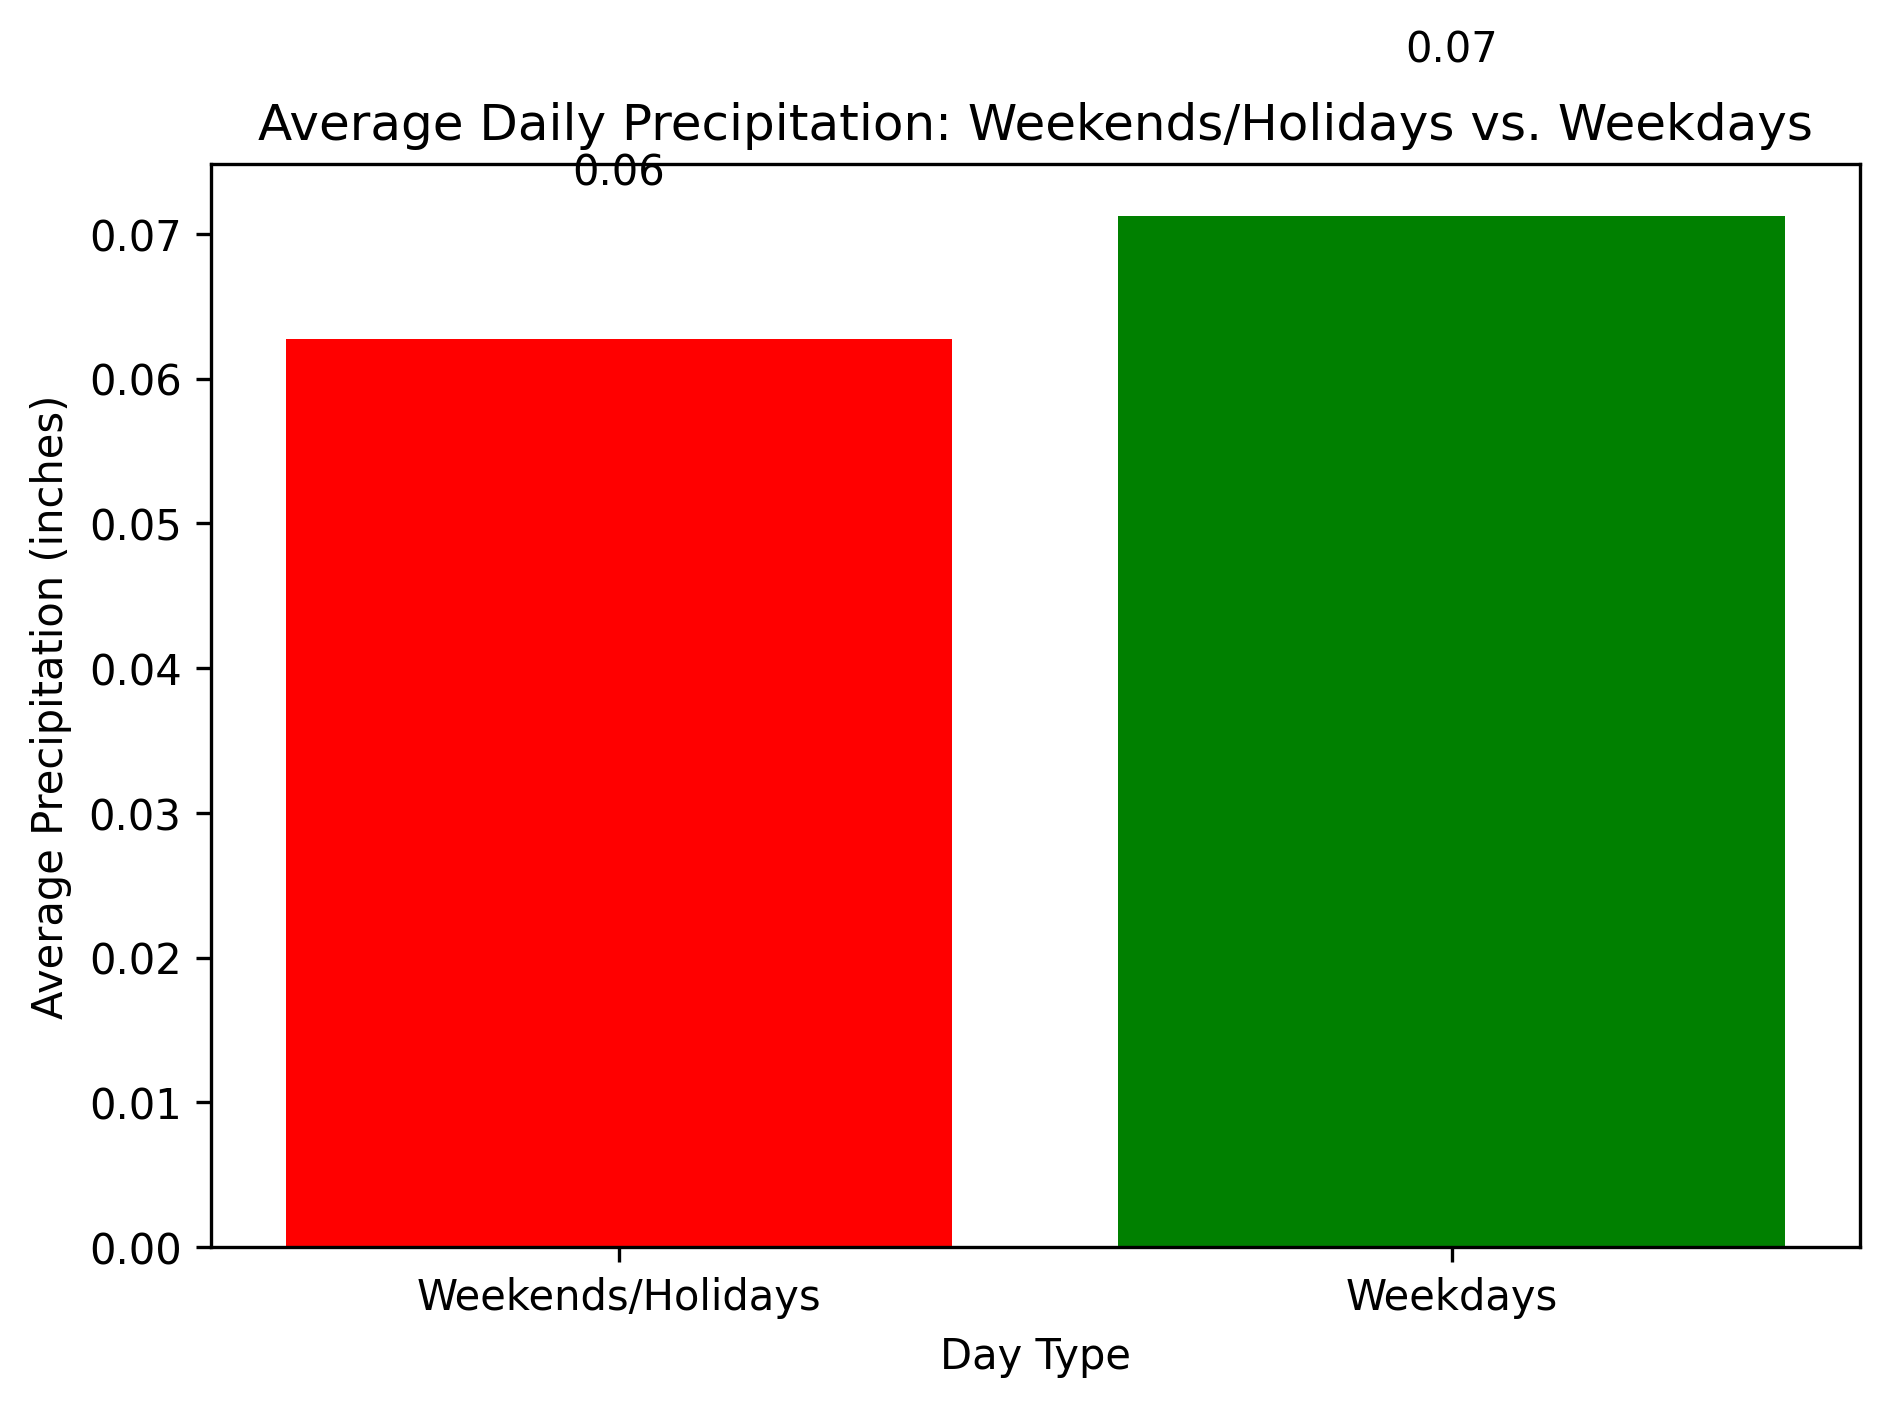 0.07
Average Daily Precipitation: Weekends/Holidays vs. Weekdays
0.06
0.07
0.06
0.05
0.04
0.03
0.02
0.01
0.00
Average Precipitation (inches)
Weekends/Holidays
Weekdays
Day Type